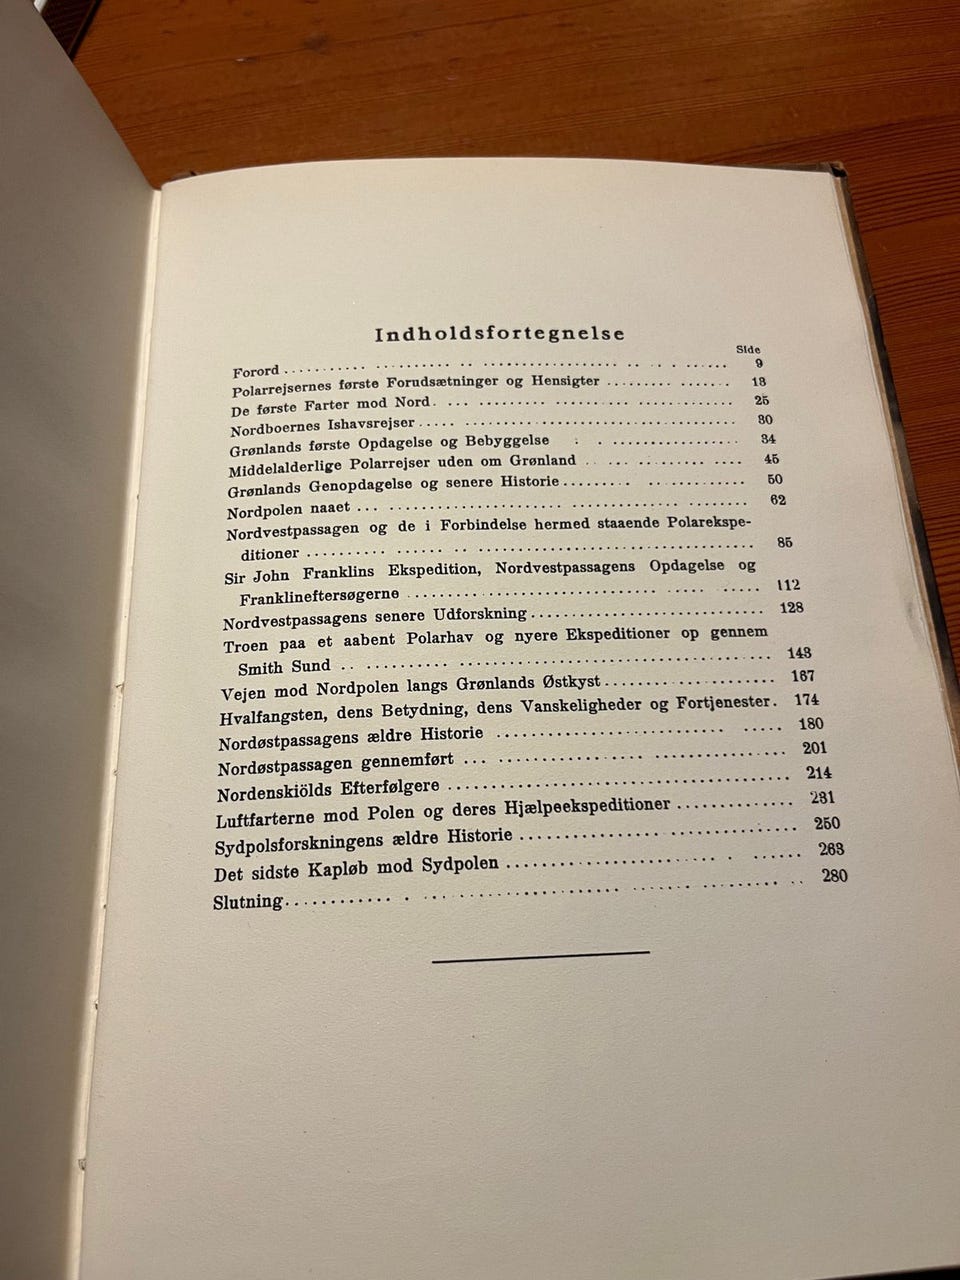 Indholdsfortegnelse
Side
Forord 9
Polarrejsernes første Forudsætninger og Hensigter 18
De første Farter mod Nord. 25
Nordboernes Ishavsrejser 30
Grønlands første Opdagelse og Bebyggelse 34
Middelalderlige Polarrejser uden om Grønland 45
Grønlands Genopdagelse og senere Historie 50
Nordpolen naaet 62
Nordvestpassagen og de i Forbindelse hermed staaende Polarekspe-
ditioner 85
Sir John Franklins Ekspedition, Nordvestpassagens Opdagelse og
Franklineftersøgerne 112
Nordvestpassagens senere Udforskning 128
Troen paa et aabent Polarhav og nyere Ekspeditioner op gennem
Smith Sund 143
Vejen mod Nordpolen langs Grønlands Østkyst 167
Hvalfangsten, dens Betydning, dens Vanskeligheder og Fortjenester. 174
Nordøstpassagens ældre Historie 180
Nordøstpassagen gennemført 201
Nordenskiölds Efterfølgere 214
Luftfarterne mod Polen og deres Hjælpeekspeditioner 231
Sydpolsforskningens ældre Historie 250
Det sidste Kapløb mod Sydpolen 263
Slutning 280